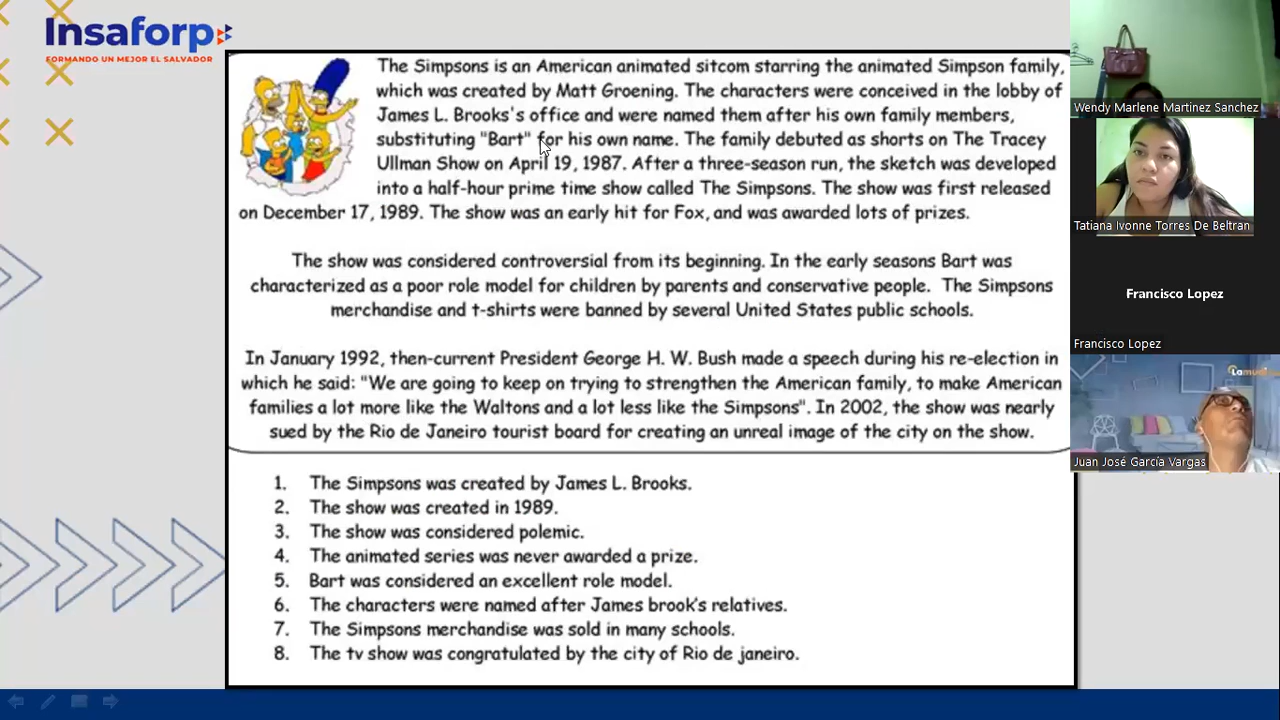 Insaforp
FORMANDO UN MEJOR EL SALVADOR
The Simpsons is an American animated sitcom starring the animated Simpson family,
which was created by Matt Groening. The characters were conceived in the lobby of
James L. Brooks's office and were named them after his own family members,
substituting "Bart" for his own name. The family debuted as shorts on The Tracey
Ullman Show on April 19, 1987. After a three-season run, the sketch was developed
into a half-hour prime time show called The Simpsons. The show was first released
on December 17, 1989. The show was an early hit for Fox, and was awarded lots of prizes.
The show was considered controversial from its beginning. In the early seasons Bart was
characterized as a poor role model for children by parents and conservative people. The Simpsons
merchandise and t-shirts were banned by several United States public schools.
In January 1992, then-current President George H. W. Bush made a speech during his re-election in
which he said: "We are going to keep on trying to strengthen the American family, to make American
families a lot more like the Waltons and a lot less like the Simpsons". In 2002, the show was nearly
sued by the Rio de Janeiro tourist board for creating an unreal image of the city on the show.
1. The Simpsons was created by James L. Brooks.
2. The show was created in 1989.
3. The show was considered polemic.
4. The animated series was never awarded a prize.
5. Bart was considered an excellent role model.
6. The characters were named after James brook's relatives.
7. The Simpsons merchandise was sold in many schools.
8. The tv show was congratulated by the city of Rio de janeiro.
Wendy Marlene Martinez Sanchez
Tatiana Ivonne Torres De Beltran
Francisco Lopez
Francisco Lopez
Juan José García Vargas